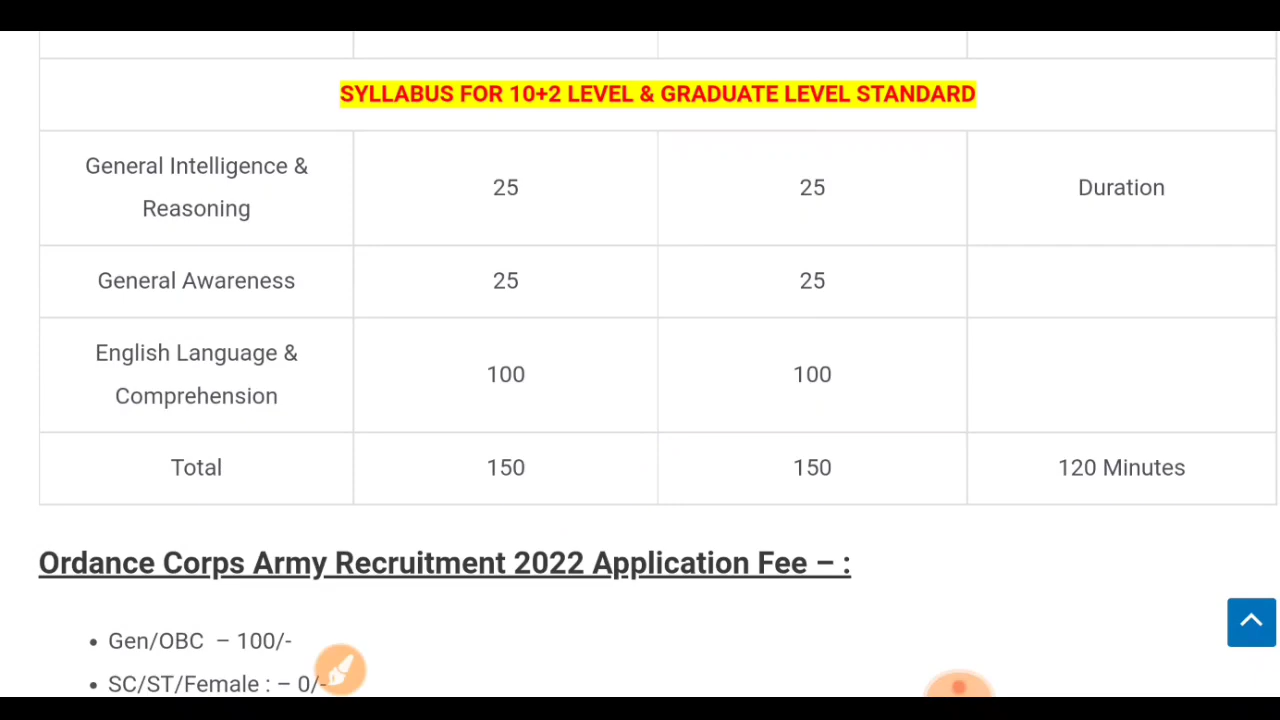 SYLLABUS FOR 10+2 LEVEL & GRADUATE LEVEL STANDARD
General Intelligence &
Reasoning
25
25
Duration
General Awareness
25
25
English Language &
Comprehension
100
100
Total
150
150
120 Minutes
Ordance Corps Army Recruitment 2022 Application Fee – :
• Gen/OBC – 100/-
• SC/ST/Female : – 0/-